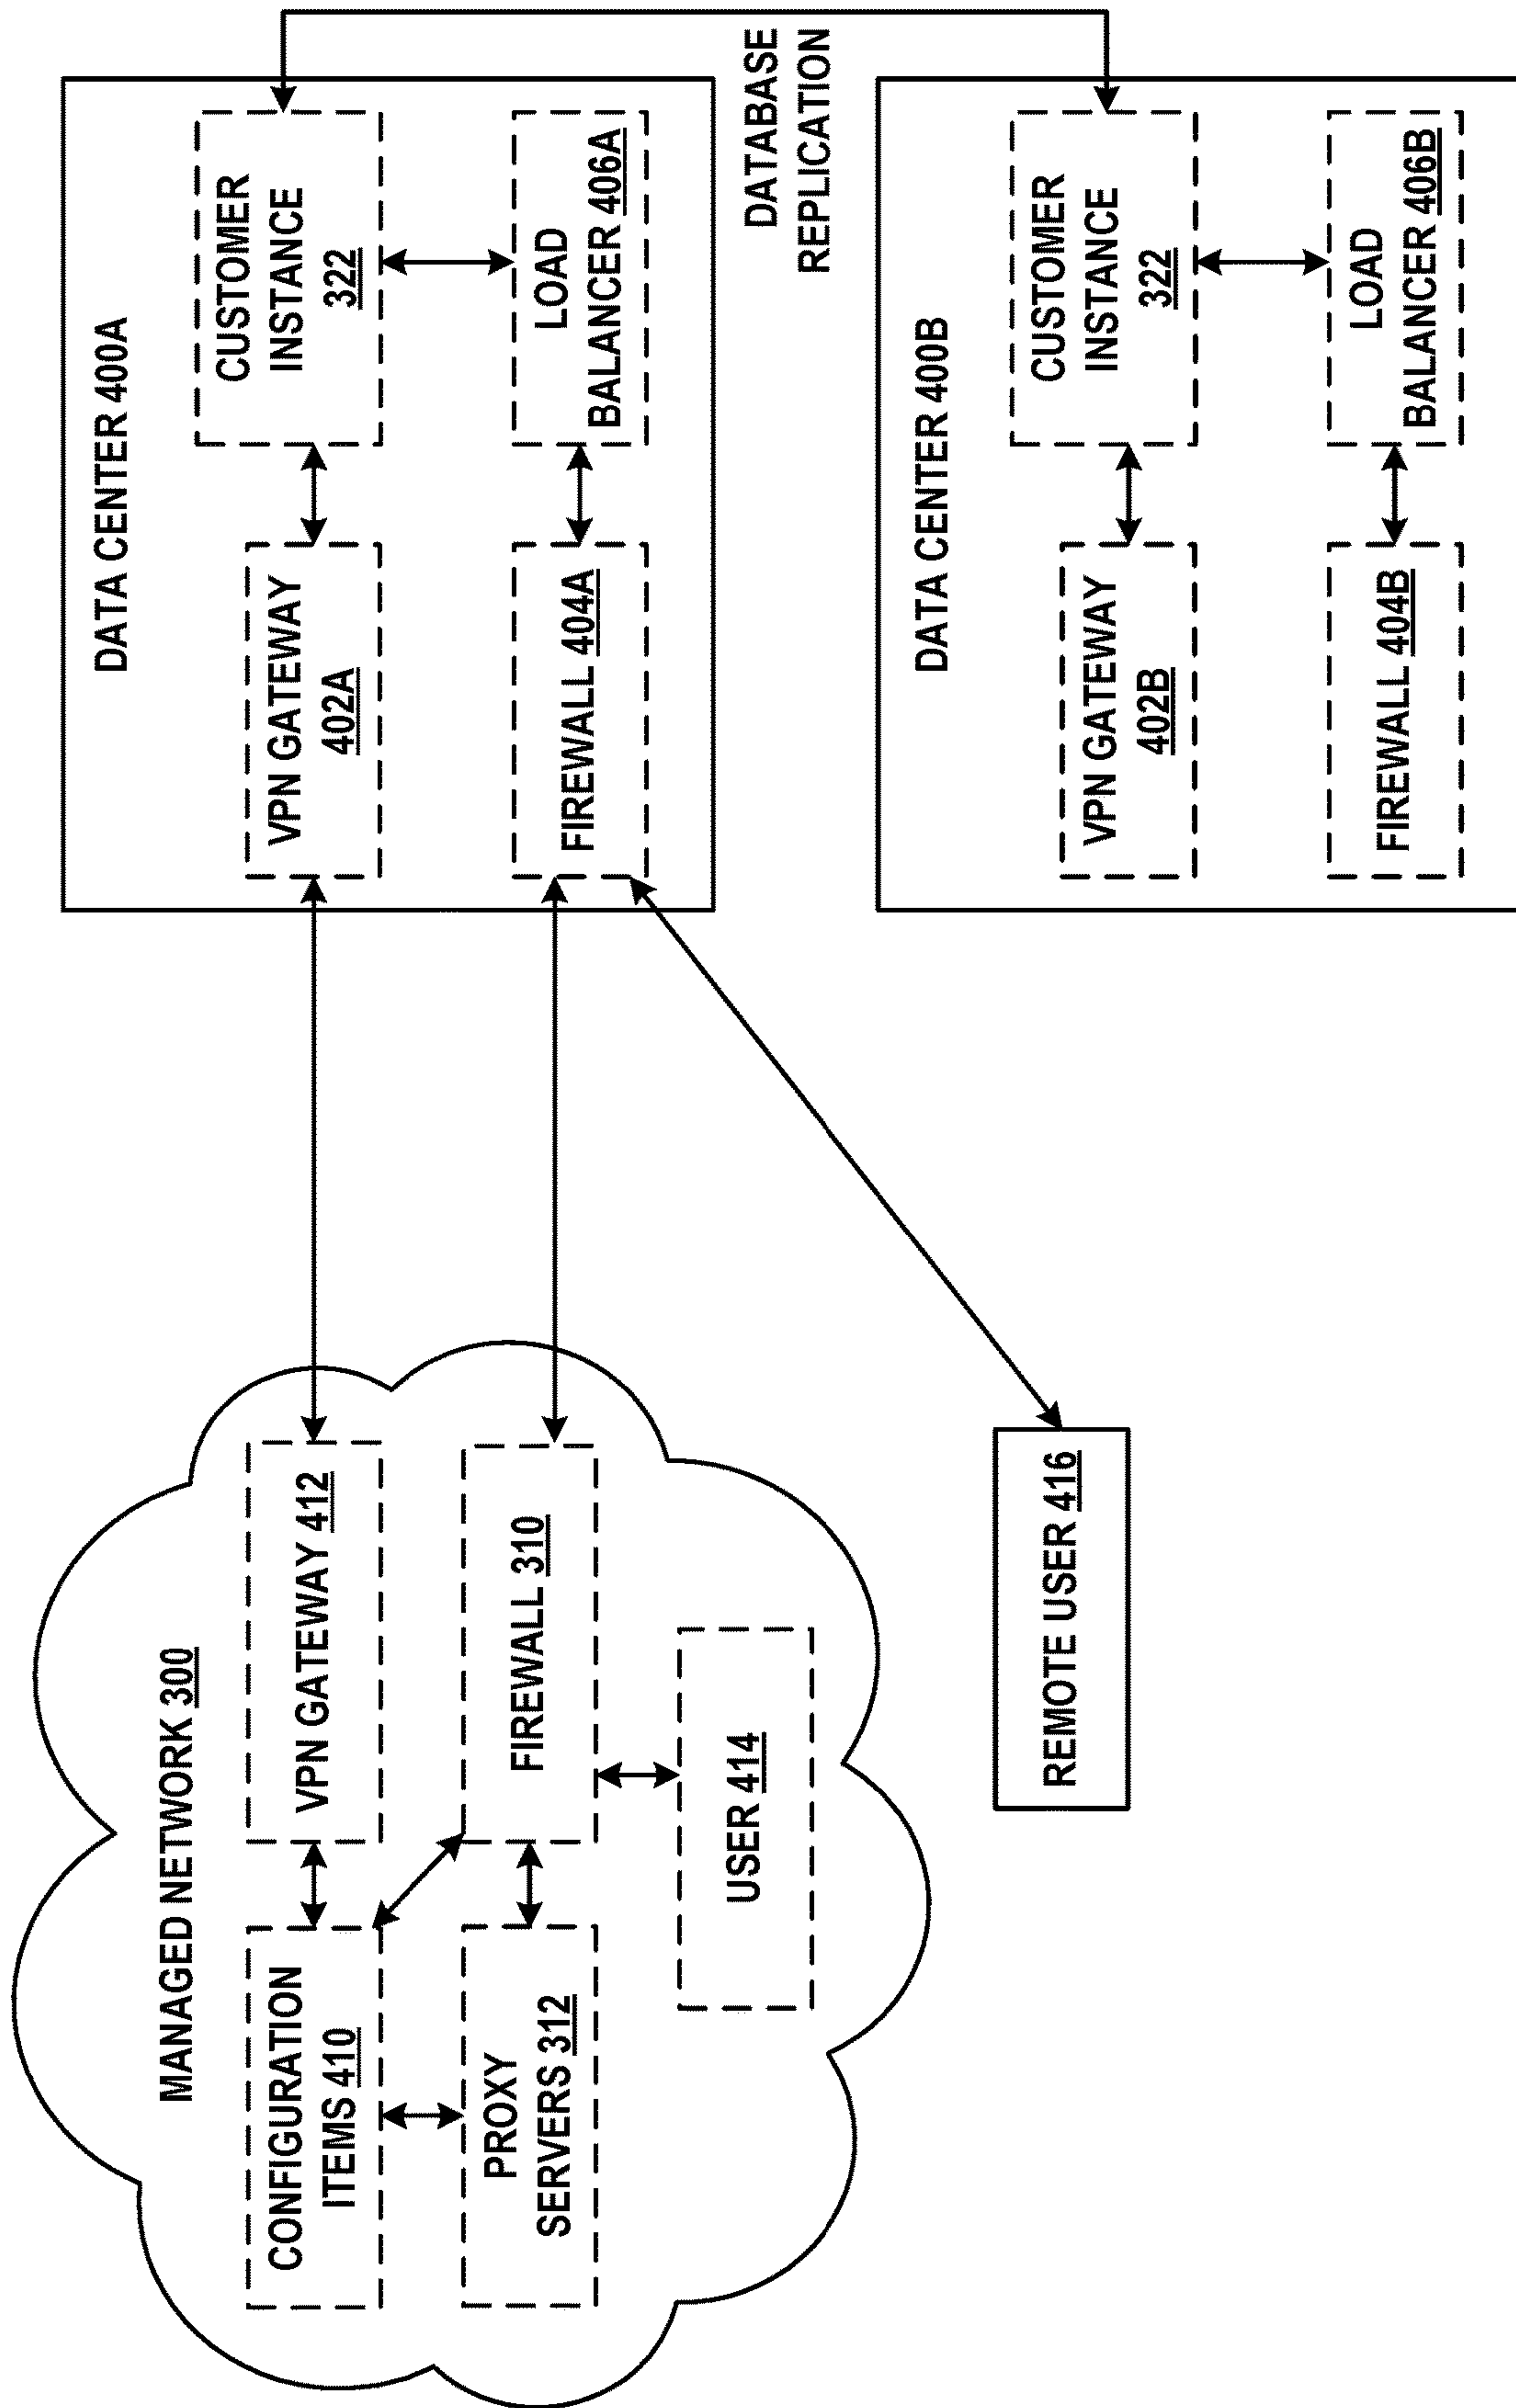 MANAGED NETWORK 300
CONFIGURATION
ITEMS 410
VPN GATEWAY 412
PROXY
SERVERS 312
FIREWALL 310
USER 414
REMOTE USER 416
DATA CENTER 400A
VPN GATEWAY
402A
CUSTOMER
INSTANCE
322
FIREWALL 404A
LOAD
BALANCER 406A
DATABASE
REPLICATION
DATA CENTER 400B
VPN GATEWAY
402B
CUSTOMER
INSTANCE
322
FIREWALL 404B
LOAD
BALANCER 406B